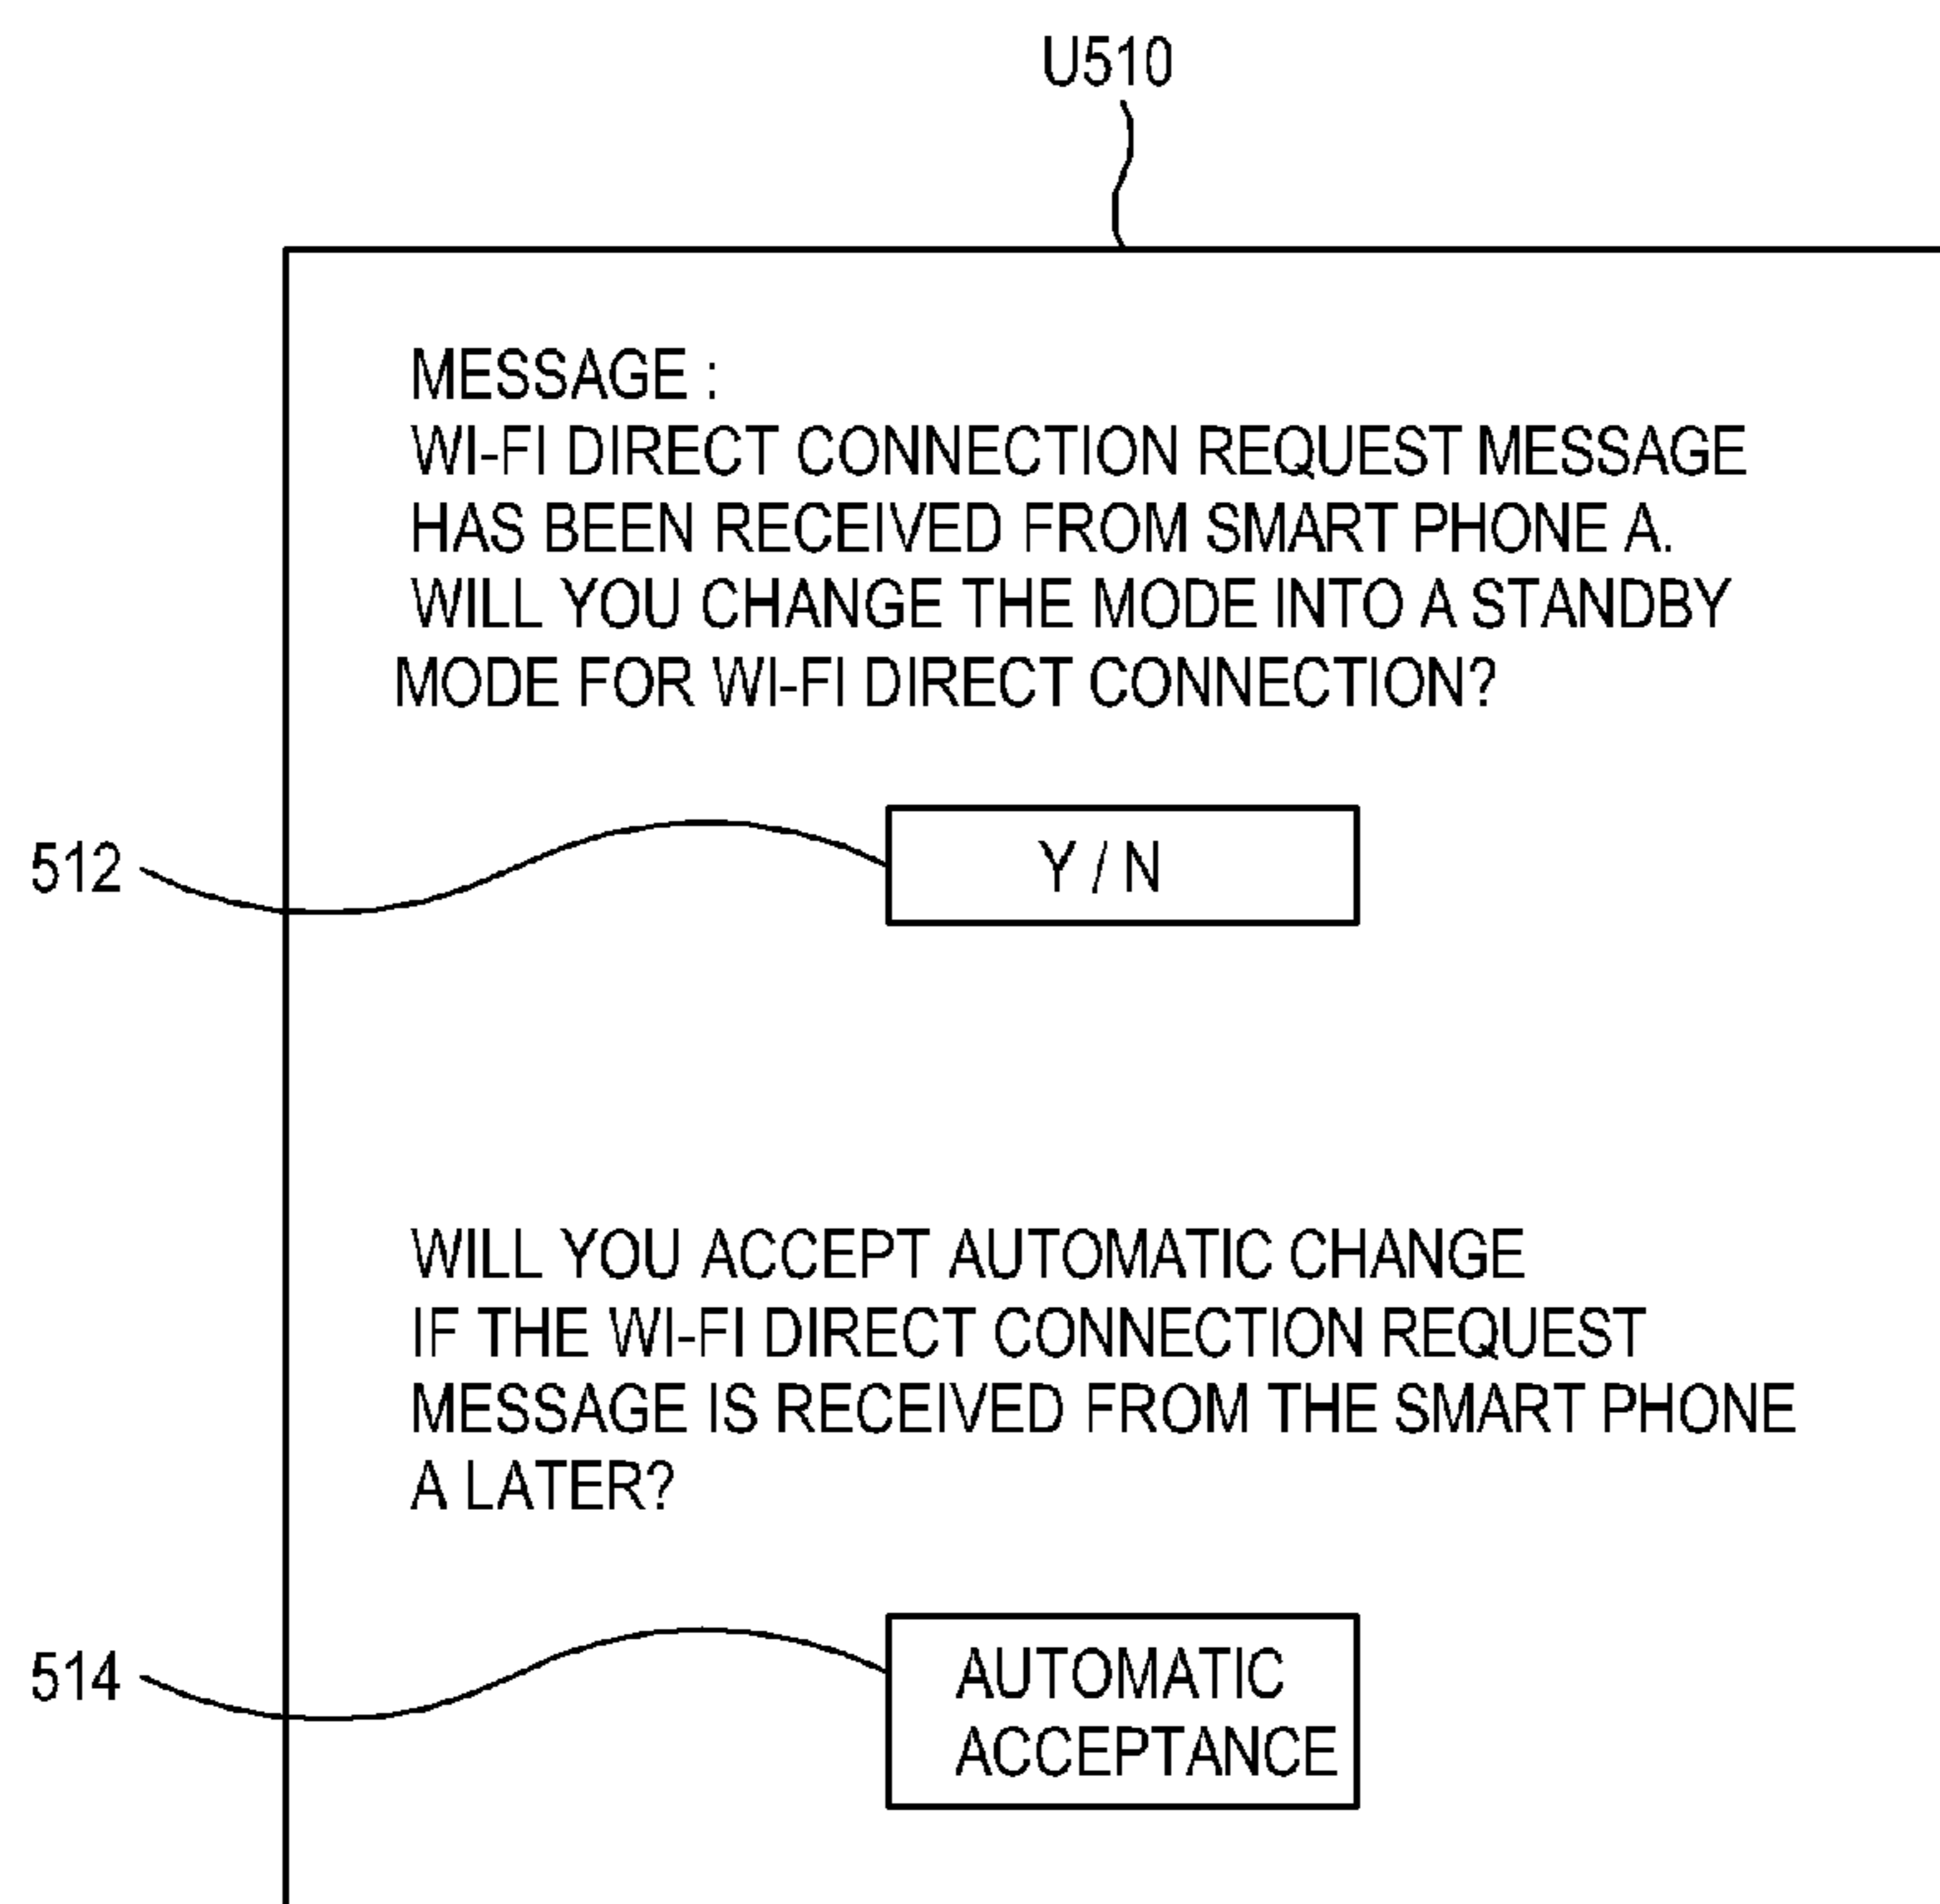 U510
MESSAGE :
WI-FI DIRECT CONNECTION REQUEST MESSAGE
HAS BEEN RECEIVED FROM SMART PHONE A.
WILL YOU CHANGE THE MODE INTO A STANDBY
MODE FOR WI-FI DIRECT CONNECTION?
512
Y / N
WILL YOU ACCEPT AUTOMATIC CHANGE
IF THE WI-FI DIRECT CONNECTION REQUEST
MESSAGE IS RECEIVED FROM THE SMART PHONE
A LATER?
514
AUTOMATIC
ACCEPTANCE